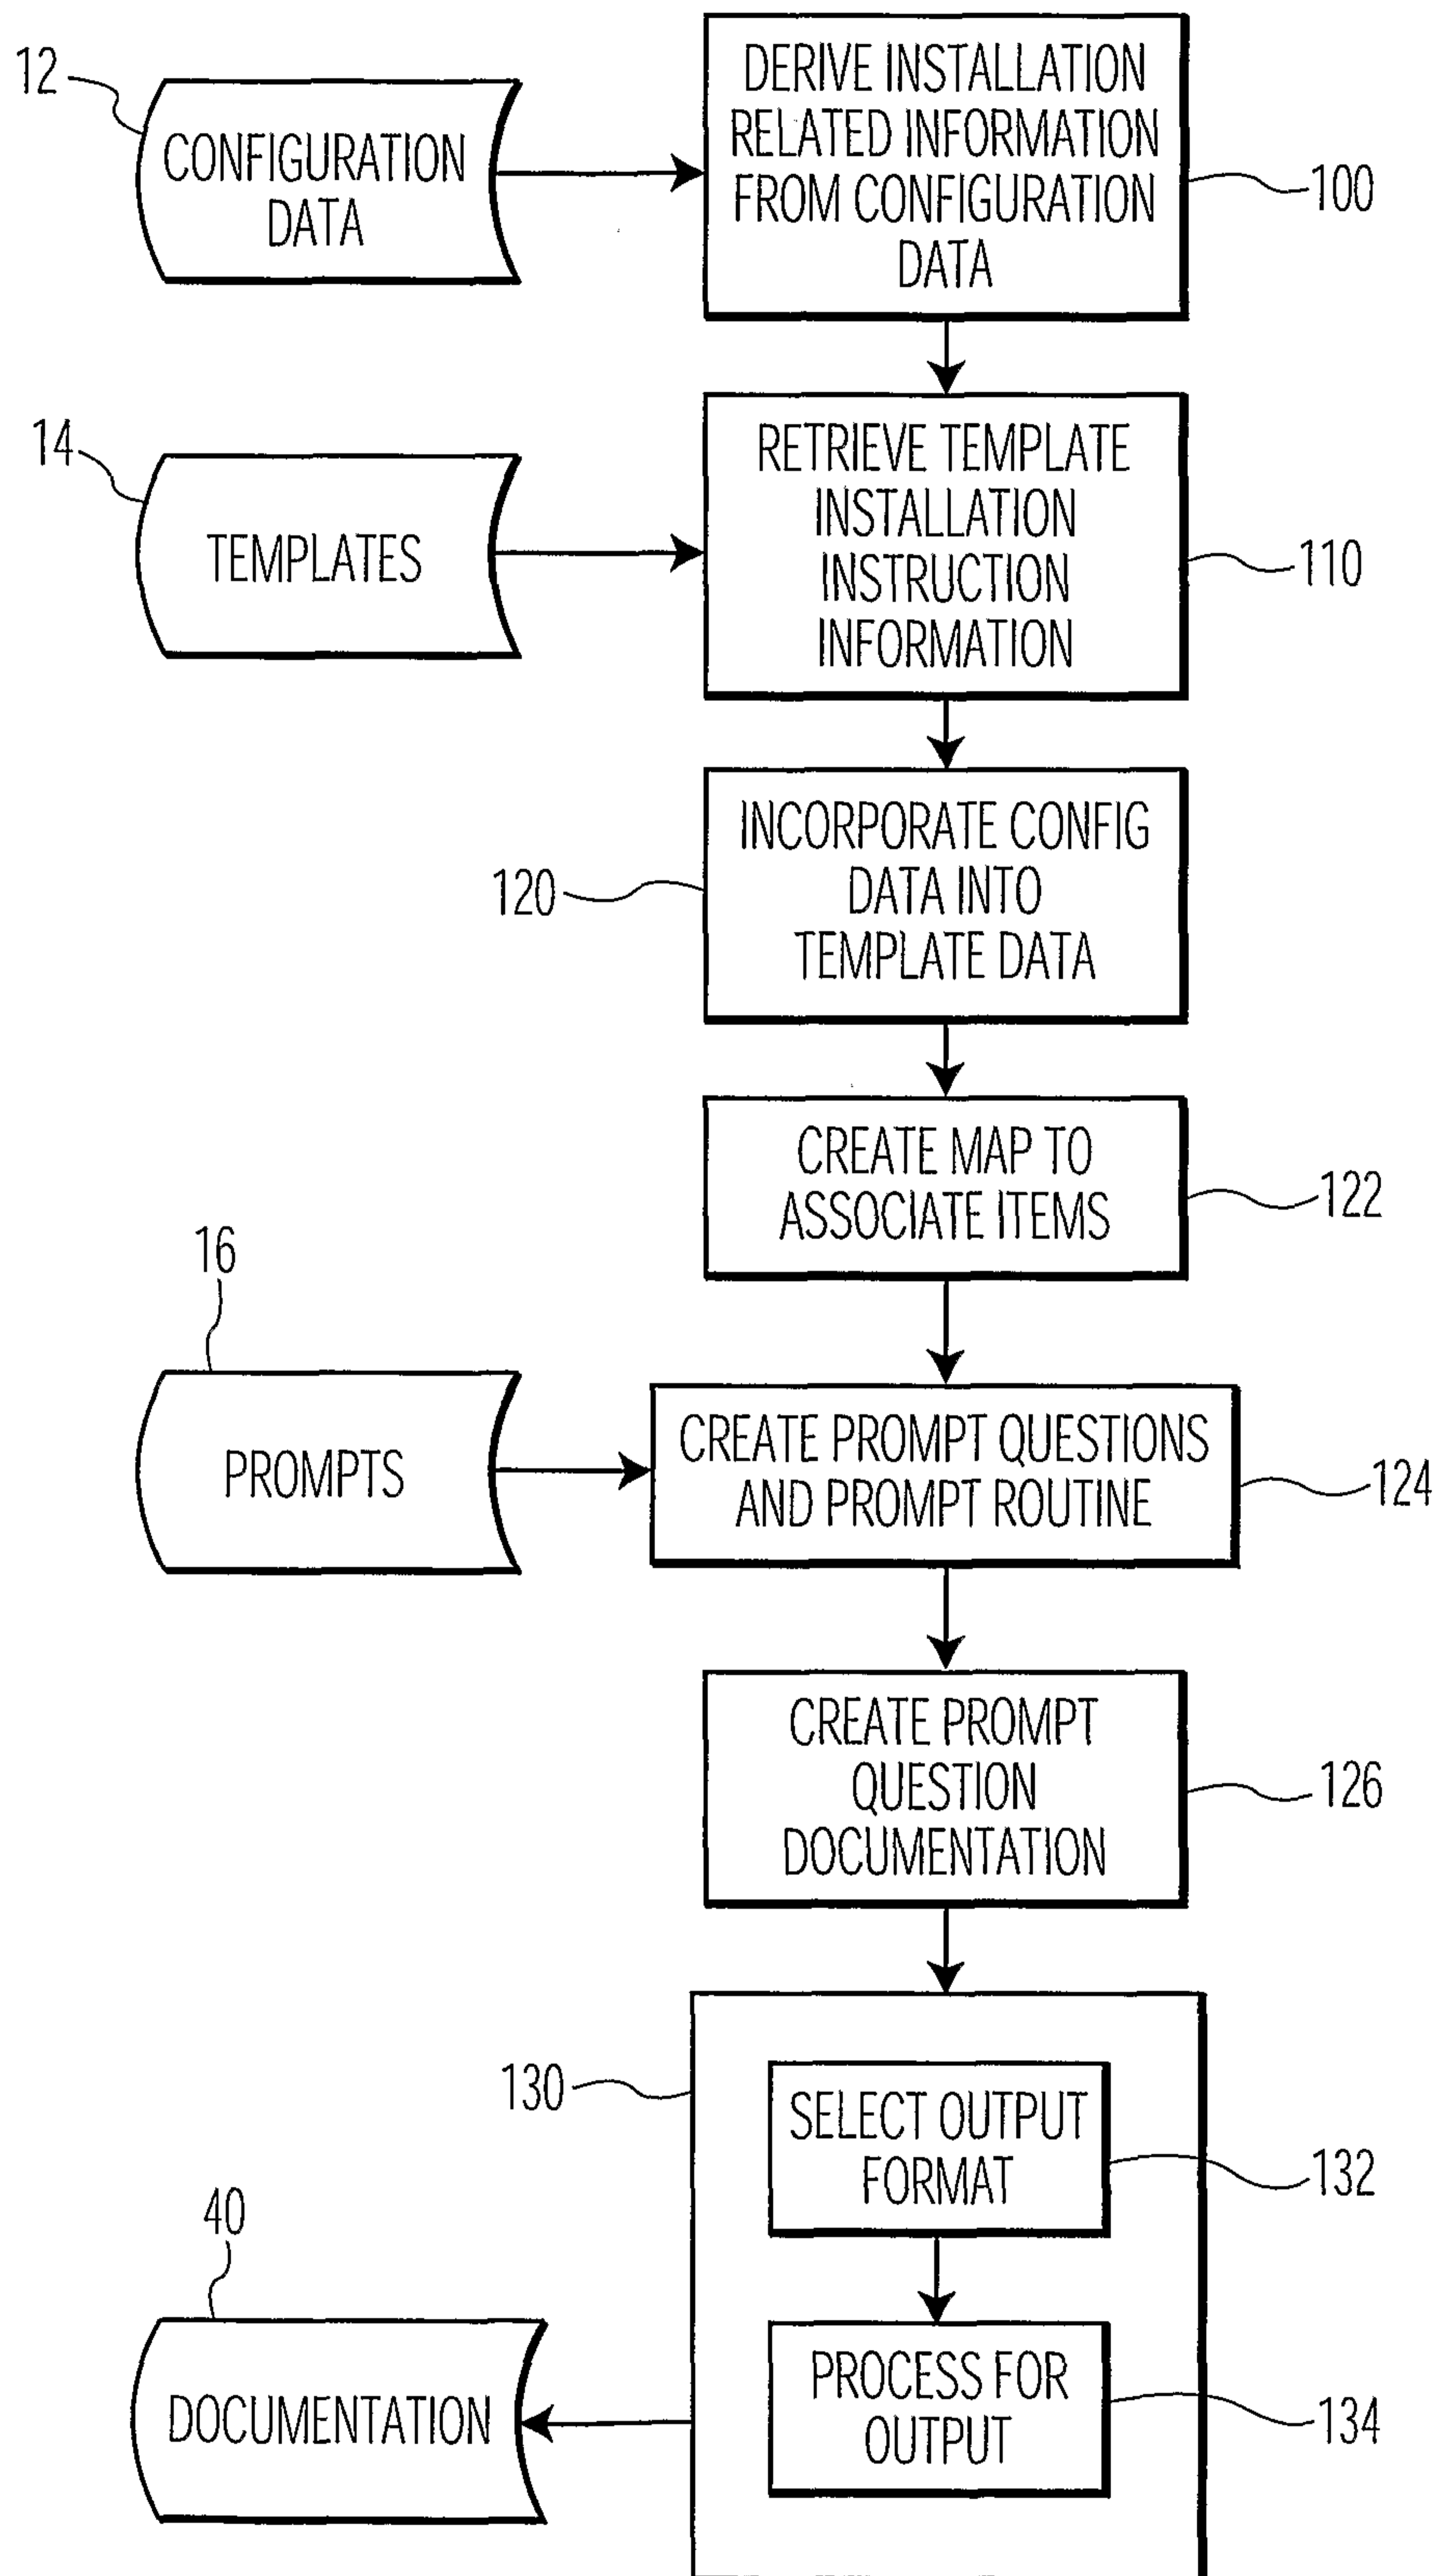 12
CONFIGURATION
DATA
DERIVE INSTALLATION
RELATED INFORMATION
FROM CONFIGURATION
DATA
100
14
TEMPLATES
RETRIEVE TEMPLATE
INSTALLATION
INSTRUCTION
INFORMATION
110
120
INCORPORATE CONFIG
DATA INTO
TEMPLATE DATA
CREATE MAP TO
ASSOCIATE ITEMS
122
16
PROMPTS
CREATE PROMPT QUESTIONS
AND PROMPT ROUTINE
124
CREATE PROMPT
QUESTION
DOCUMENTATION
126
130
SELECT OUTPUT
FORMAT
132
40
DOCUMENTATION
PROCESS FOR
OUTPUT
134